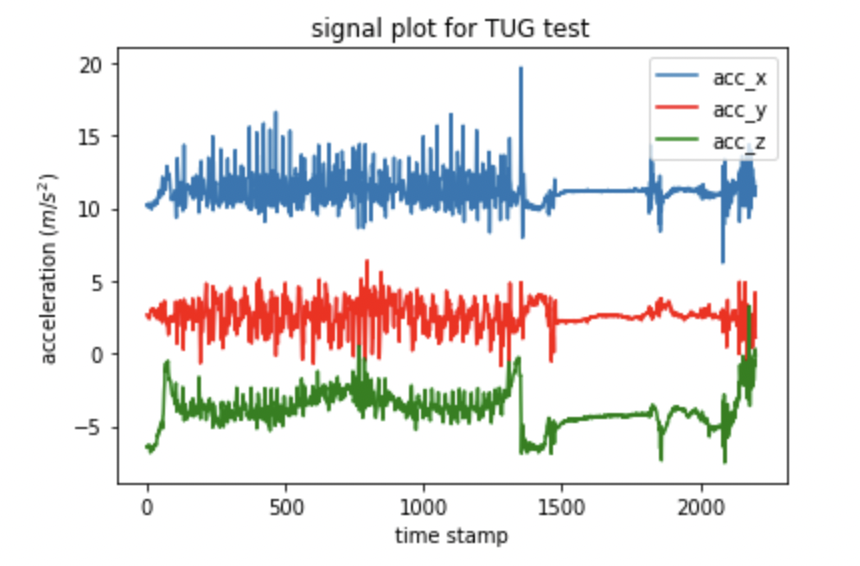 signal plot for TUG test
acc_x
acc_y
acc_z
20
15
10
5
0
−5
acceleration (m/s²)
0 500 1000 1500 2000
time stamp